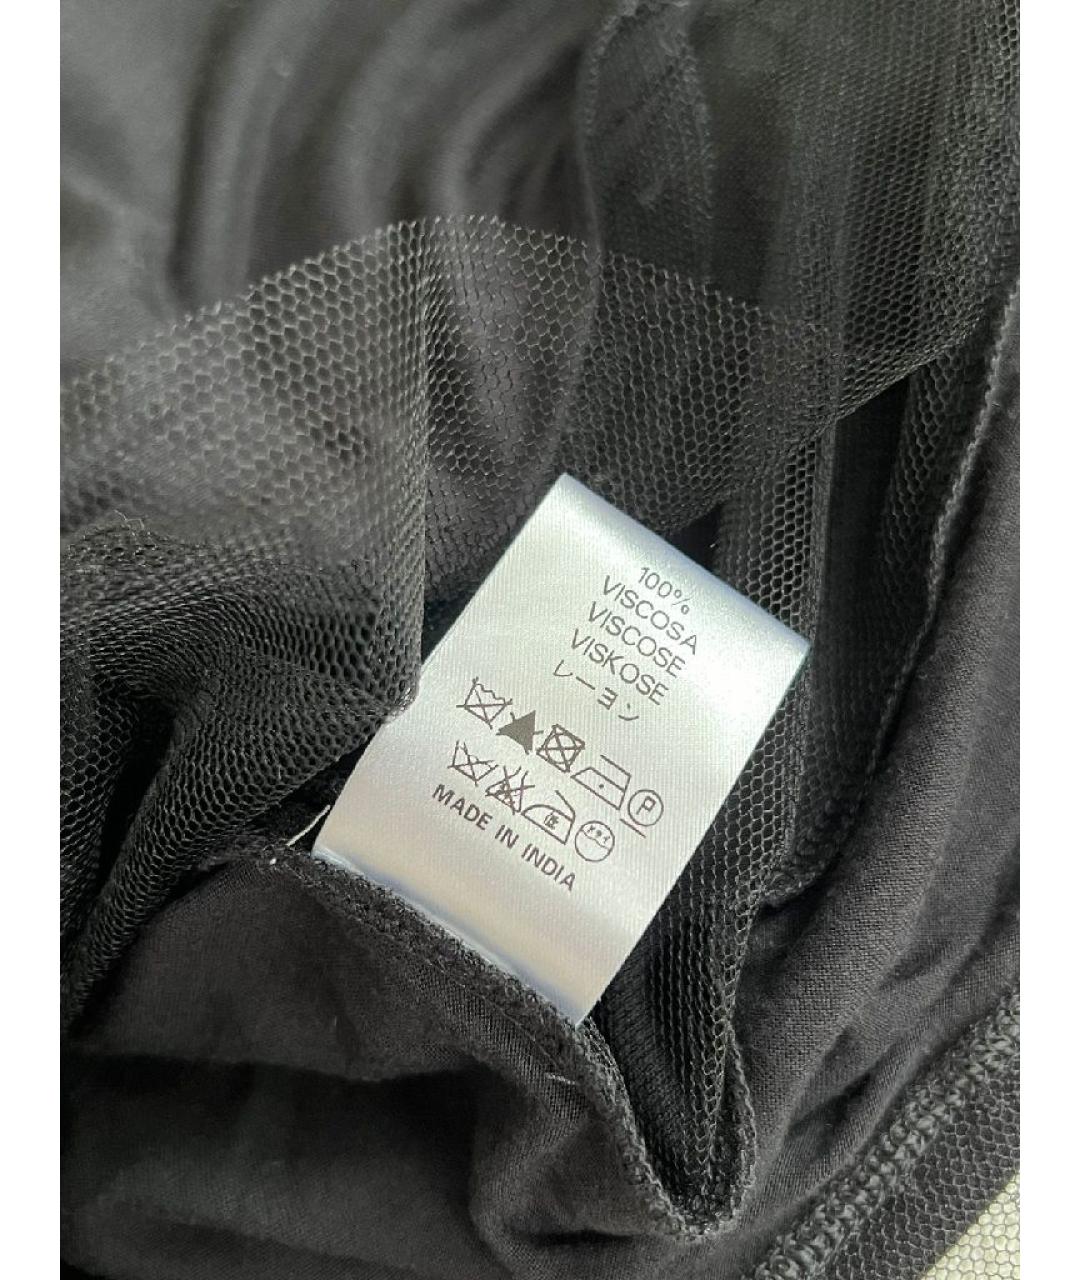 100%
VISCOSA
VISCOSE
VISKOSE
レーヨン
P
MADE IN INDIA